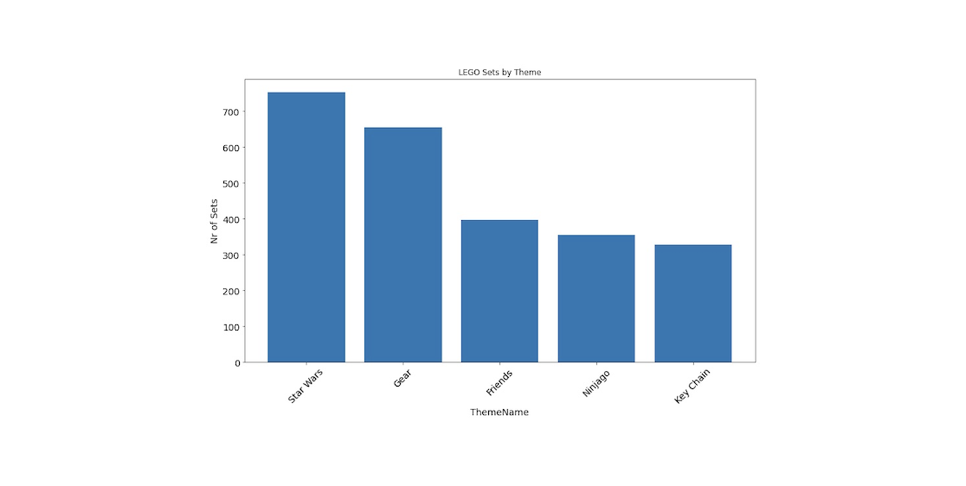 LEGO Sets by Theme
Nr of Sets
700
600
500
400
300
200
100
0
Star Wars
Gear
Friends
Ninjago
Key Chain
ThemeName